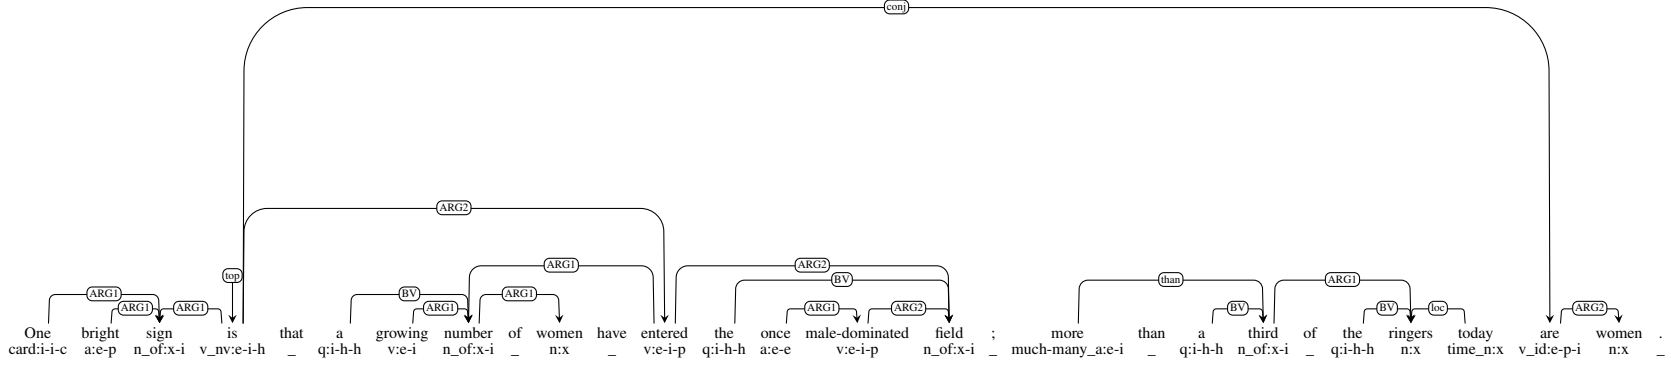 conj
ARG2
top
ARG1 ARG2
BV than ARG1
ARG1 BV ARG1
ARG1 ARG1 ARG1 ARG1 ARG2 BV BV loc ARG2
One bright sign is that a growing number of women have entered the once male-dominated field ; more than a third of the ringers today are women .
card:i-i-c a:e-p n_of:x-i v_nv:e-i-h _ q:i-h-h v:e-i n_of:x-i _ n:x _ v:e-i-p q:i-h-h a:e-e v:e-i-p n_of:x-i _ much-many_a:e-i _ q:i-h-h n_of:x-i _ q:i-h-h n:x time_n:x v_id:e-p-i n:x _